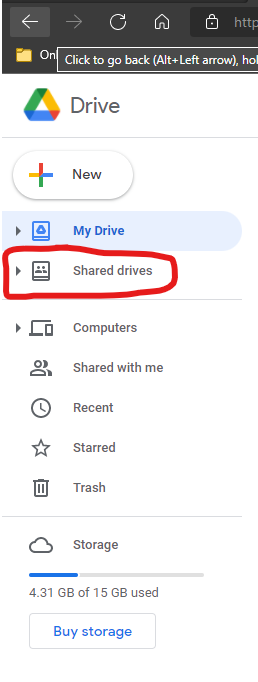 http
Onl
Click to go back (Alt+Left arrow), hol
Drive
New
My Drive
Shared drives
Computers
Shared with me
Recent
Starred
Trash
Storage
4.31 GB of 15 GB used
Buy storage